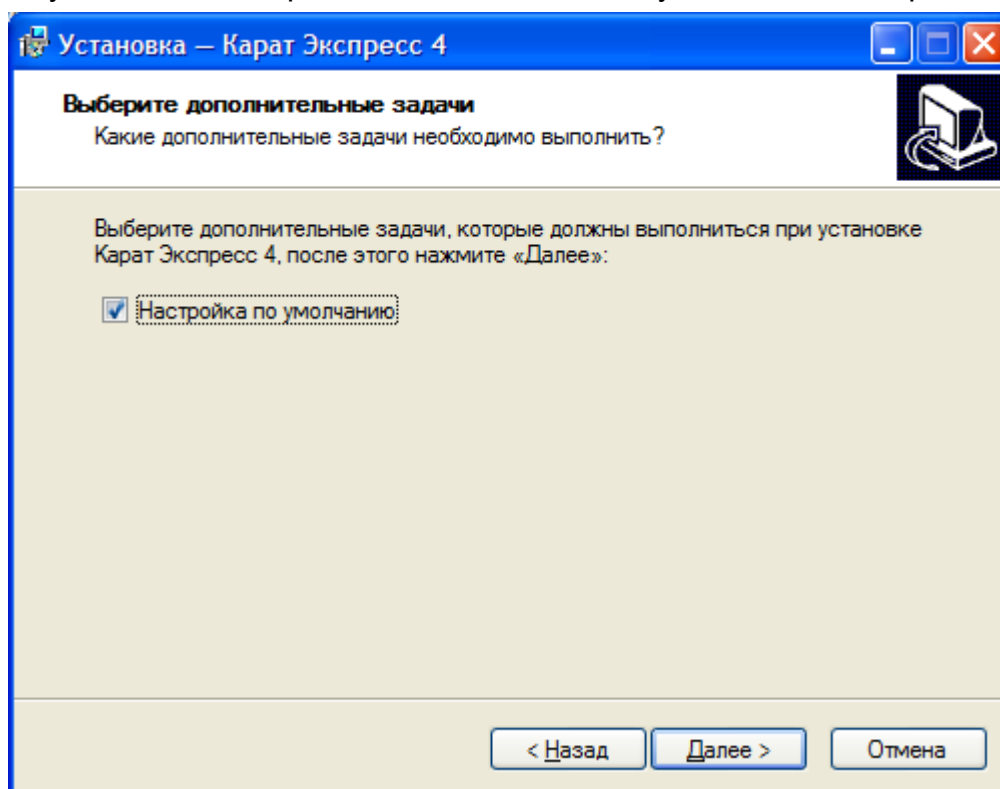 Установка — Карат Экспресс 4
Выберите дополнительные задачи
Какие дополнительные задачи необходимо выполнить?
Выберите дополнительные задачи, которые должны выполниться при установке
Карат Экспресс 4, после этого нажмите «Далее»:
Настройка по умолчанию
< Назад
Далее >
Отмена